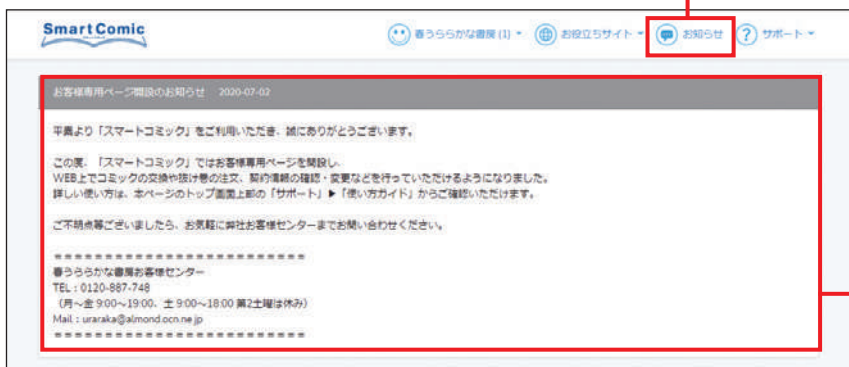 SmartComic
春うららかな書房 (1)
お役立ちサイト
お知らせ
サポート
お客様専用ページ開設のお知らせ 2020-07-02
平素より「スマートコミック」をご利用いただき、誠にありがとうございます。
この度、「スマートコミック」ではお客様専用ページを開設し、
WEB上でコミックの交換や抜け巻の注文、契約情報の確認・変更などを行っていただけるようになりました。
詳しい使い方は、本ページのトップ画面上部の「サポート」▶「使い方ガイド」からご確認いただけます。
ご不明点等ございましたら、お気軽に弊社お客様センターまでお問い合わせください。
＝＝＝＝＝＝＝＝＝＝＝＝＝＝＝＝＝＝＝＝＝＝＝＝＝
春うららかな書房お客様センター
TEL : 0120-887-748
（月～金 9:00～19:00、土 9:00～18:00 第2土曜は休み）
Mail : uraraka@almond.ocn.ne.jp
＝＝＝＝＝＝＝＝＝＝＝＝＝＝＝＝＝＝＝＝＝＝＝＝＝